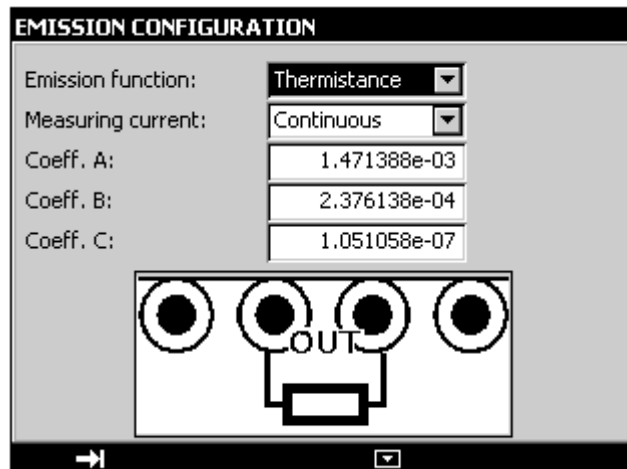 EMISSION CONFIGURATION
Emission function: Thermistance
Measuring current: Continuous
Coeff. A: 1.471388e-03
Coeff. B: 2.376138e-04
Coeff. C: 1.051058e-07
OUT